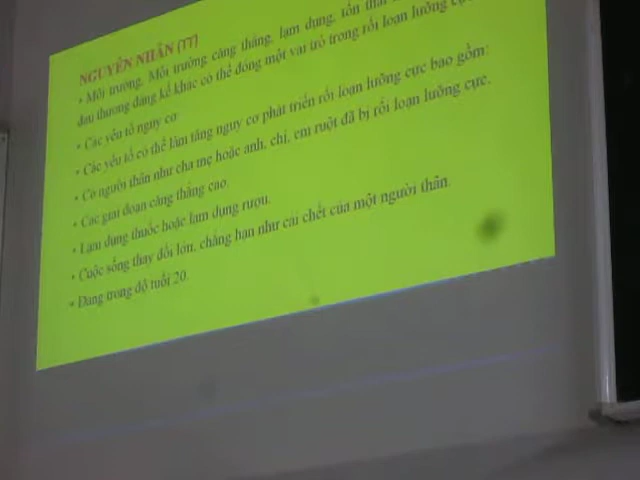 NGUYÊN NHÂN (TT)
• Môi trường. Môi trường căng thẳng, lạm dụng, tổn thất
đau thương đáng kể khác có thể đóng một vai trò trong rối loạn lưỡng cực.
• Các yếu tố nguy cơ
• Các yếu tố có thể làm tăng nguy cơ phát triển rối loạn lưỡng cực bao gồm:
• Có người thân như cha mẹ hoặc anh, chị, em ruột đã bị rối loạn lưỡng cực.
• Các giai đoạn căng thẳng cao.
• Lạm dụng thuốc hoặc lạm dụng rượu.
• Cuộc sống thay đổi lớn, chẳng hạn như cái chết của một người thân.
• Đang trong độ tuổi 20.